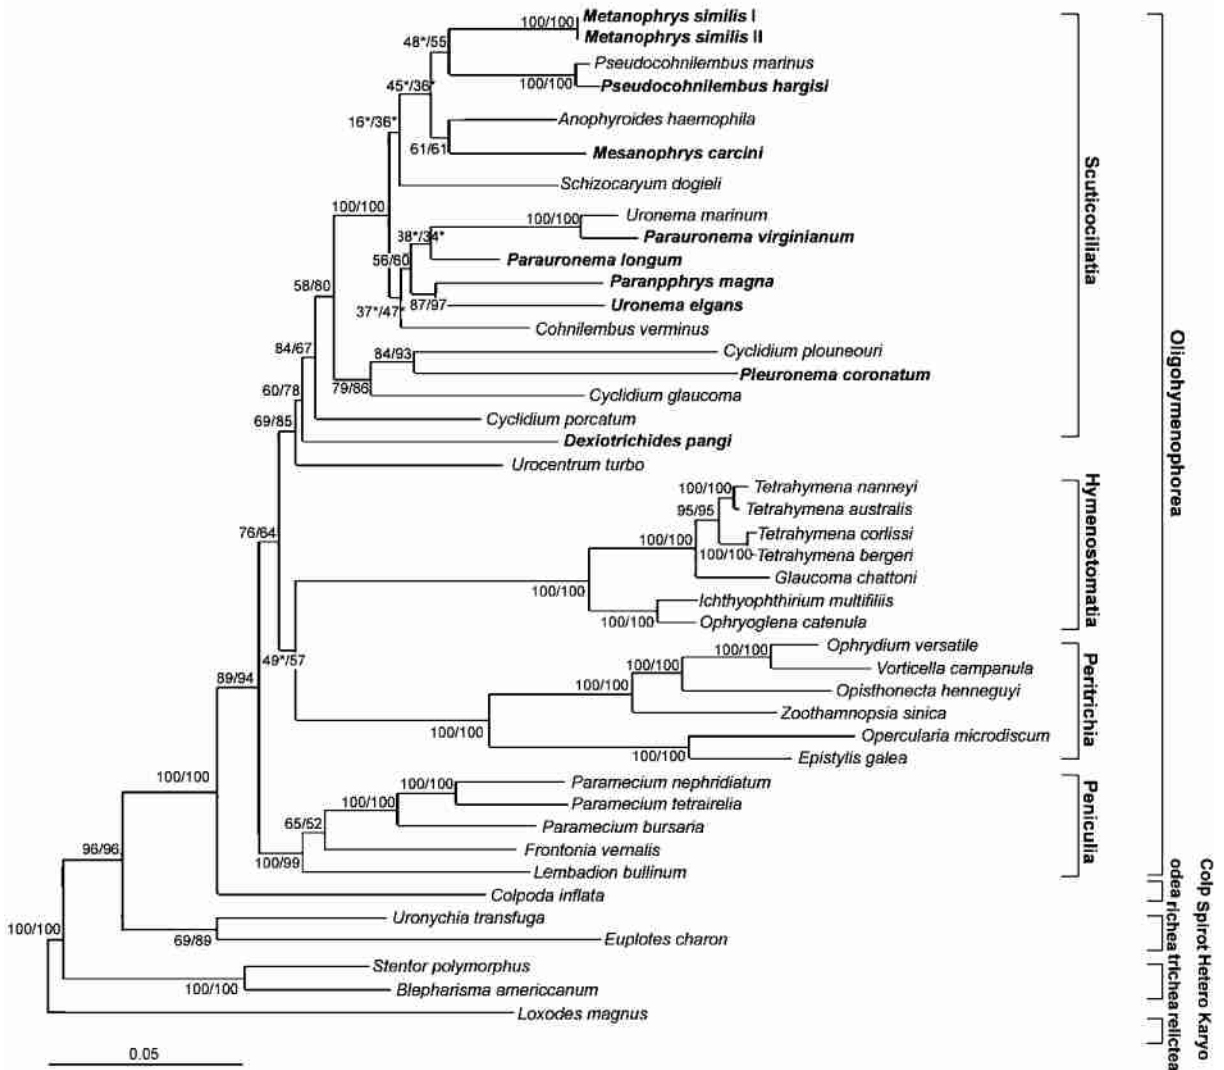 100/100
Metanophrys similis I
Metanophrys similis II
48*/55
Pseudocohnilembus marinus
100/100
Pseudocohnilembus hargisi
45*/36*
Anophyroides haemophila
16*/36*
61/61
Mesanophrys carcini
Schizocaryum dogieli
100/100
100/100
Uronema marinum
38*/34*
Parauronema virginianum
56/60
Parauronema longum
Paranpphrys magna
58/80
87/97
Uronema elgans
37*/47*
Cohnilembus verminus
84/67
84/93
Cyclidium plouneouri
Pleuronema coronatum
60/78
79/86
Cyclidium glaucoma
69/85
Cyclidium porcatum
Dexiotrichides pangi
Urocentrum turbo
Scuticociliatia
Oligohymenophorea
100/100
Tetrahymena nanneyi
95/95
Tetrahymena australis
76/64
100/100
Tetrahymena corlissi
100/100
Tetrahymena bergeri
Glaucoma chattoni
100/100
Ichthyophthirium multifiliis
100/100
Ophryoglena catenula
Hymenostomatia
49*/57
100/100
Ophrydium versatile
100/100
Vorticella campanula
89/94
100/100
Opisthonecta henneguyi
Zoothamnopsia sinica
100/100
Opercularia microdiscum
100/100
Epistylis galea
Peritrichia
100/100
100/100
Paramecium nephridiatum
100/100
Paramecium tetrairelia
65/52
Paramecium bursaria
96/96
Frontonia vernalis
100/99
Lembadion bullinum
Peniculia
Colpoda inflata
Uronychia transfuga
100/100
69/89
Euplotes charon
Stentor polymorphus
100/100
Blepharisma americcanum
Loxodes magnus
Colp Spirot Hetero Karyo
odea richea trichea relictea
0.05